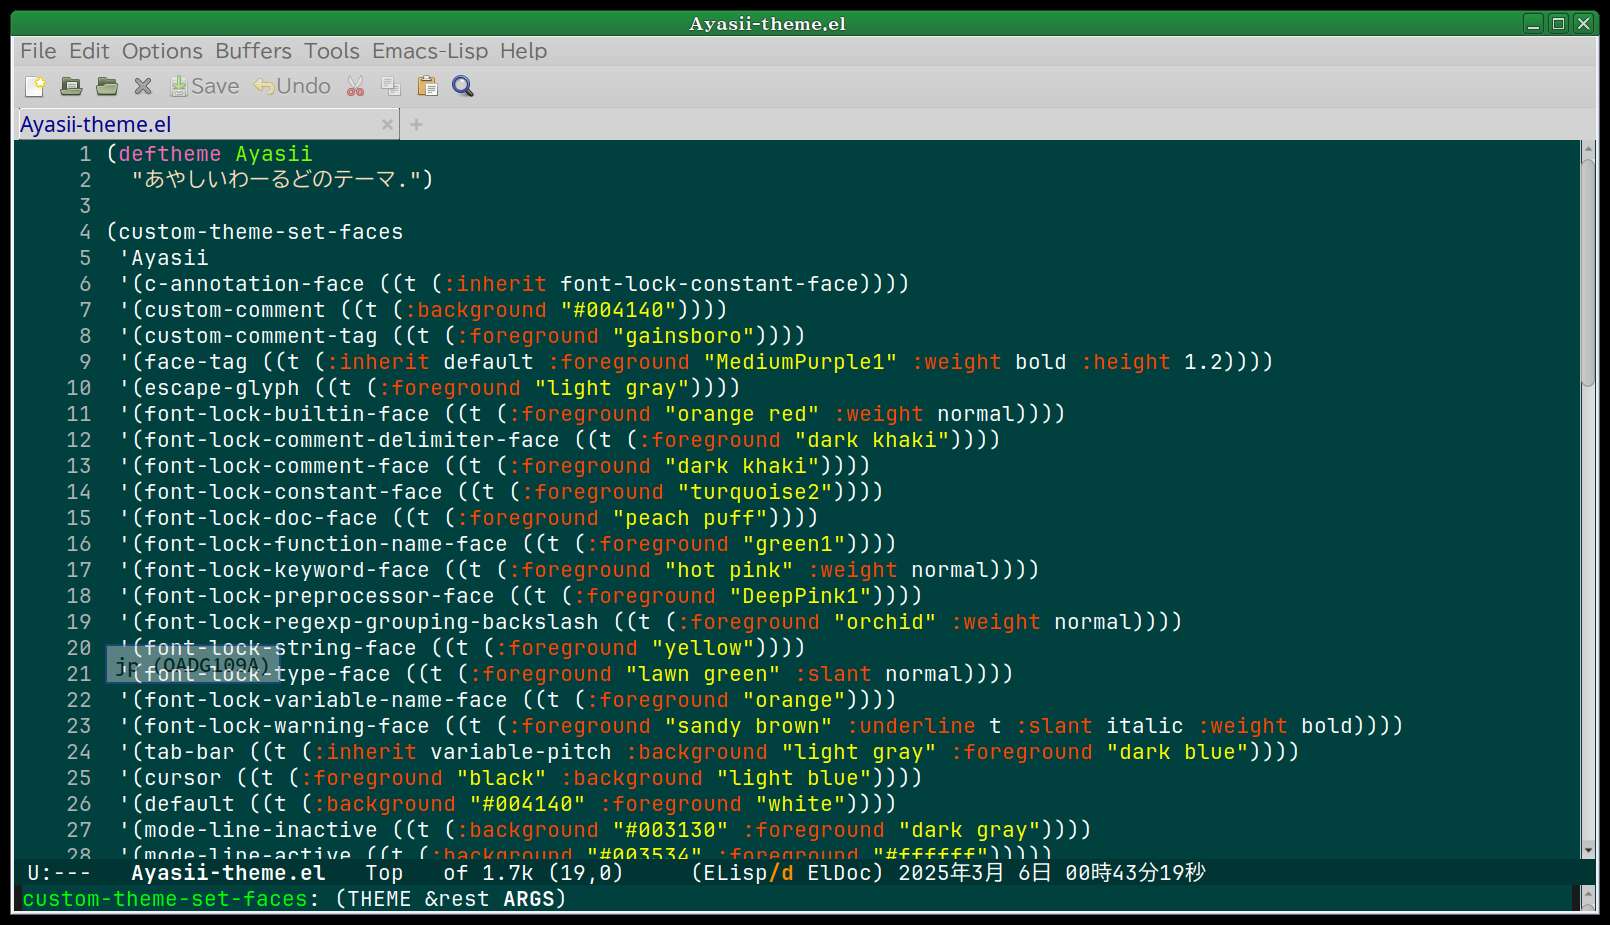 Ayasii-theme.el
File Edit Options Buffers Tools Emacs-Lisp Help
Save Undo
Ayasii-theme.el
1 (deftheme Ayasii
2   "あやしいわーるどのテーマ.")
3
4 (custom-theme-set-faces
5  'Ayasii
6  '(c-annotation-face ((t (:inherit font-lock-constant-face))))
7  '(custom-comment ((t (:background "#004140"))))
8  '(custom-comment-tag ((t (:foreground "gainsboro"))))
9  '(face-tag ((t (:inherit default :foreground "MediumPurple1" :weight bold :height 1.2))))
10  '(escape-glyph ((t (:foreground "light gray"))))
11  '(font-lock-builtin-face ((t (:foreground "orange red" :weight normal))))
12  '(font-lock-comment-delimiter-face ((t (:foreground "dark khaki"))))
13  '(font-lock-comment-face ((t (:foreground "dark khaki"))))
14  '(font-lock-constant-face ((t (:foreground "turquoise2"))))
15  '(font-lock-doc-face ((t (:foreground "peach puff"))))
16  '(font-lock-function-name-face ((t (:foreground "green1"))))
17  '(font-lock-keyword-face ((t (:foreground "hot pink" :weight normal))))
18  '(font-lock-preprocessor-face ((t (:foreground "DeepPink1"))))
19  '(font-lock-regexp-grouping-backslash ((t (:foreground "orchid" :weight normal))))
20  '(font-lock-string-face ((t (:foreground "yellow"))))
jp (OADG109A)
21  '(font-lock-type-face ((t (:foreground "lawn green" :slant normal))))
22  '(font-lock-variable-name-face ((t (:foreground "orange"))))
23  '(font-lock-warning-face ((t (:foreground "sandy brown" :underline t :slant italic :weight bold))))
24  '(tab-bar ((t (:inherit variable-pitch :background "light gray" :foreground "dark blue"))))
25  '(cursor ((t (:foreground "black" :background "light blue"))))
26  '(default ((t (:background "#004140" :foreground "white"))))
27  '(mode-line-inactive ((t (:background "#003130" :foreground "dark gray"))))
28  '(mode-line-active ((t (:background "#003534" :foreground "#ffffff")))))
U:---   Ayasii-theme.el   Top   of 1.7k (19,0)     (ELisp/d ElDoc) 2025年3月 6日 00時43分19秒
custom-theme-set-faces: (THEME &rest ARGS)